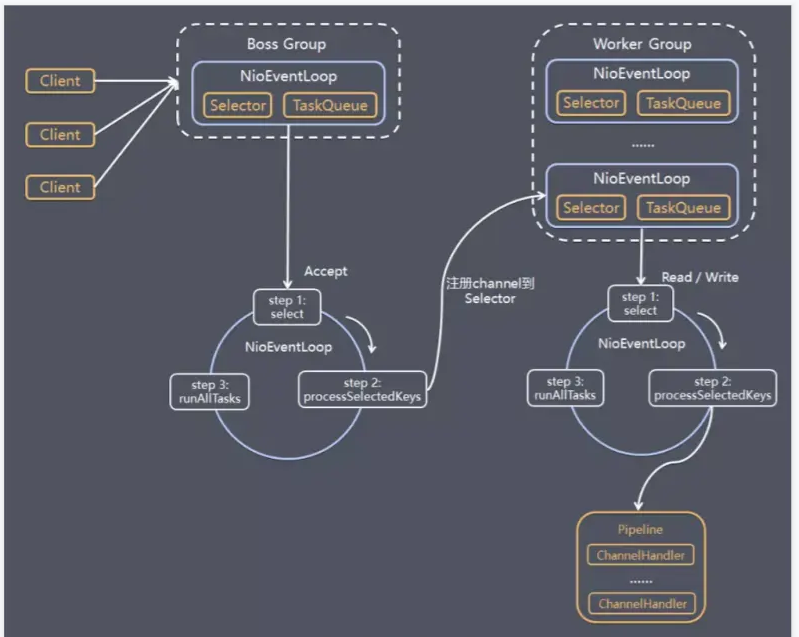 Client
Client
Client
Boss Group
NioEventLoop
Selector
TaskQueue
Accept
step 1:
select
NioEventLoop
step 2:
processSelectedKeys
step 3:
runAllTasks
注册channel到
Selector
Worker Group
NioEventLoop
Selector
TaskQueue
......
NioEventLoop
Selector
TaskQueue
Read / Write
step 1:
select
NioEventLoop
step 2:
processSelectedKeys
step 3:
runAllTasks
Pipeline
ChannelHandler
......
ChannelHandler